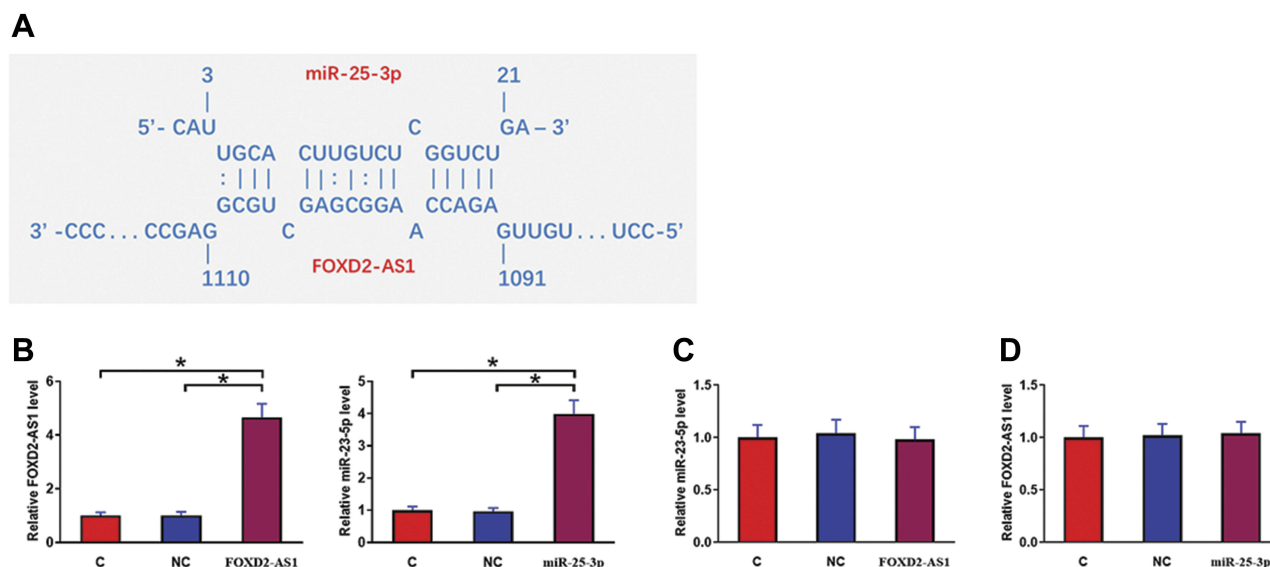 A
3 miR-25-3p 21
5’- CAU C GA – 3’
UGCA CUUGUCU GGUCU
GCGU GAGCGGA CCAGA
3’ -CCC...CCGAG C A GUUGU...UCC-5’
1110 FOXD2-AS1 1091
B
Relative FOXD2-AS1 level
6
4
2
0
* 
*
C NC FOXD2-AS1
Relative miR-23-5p level
5
4
3
2
1
0
*
*
C NC miR-25-3p
C
Relative miR-23-5p level
1.5
1.0
0.5
0.0
C NC FOXD2-AS1
D
Relative FOXD2-AS1 level
1.5
1.0
0.5
0.0
C NC miR-25-3p